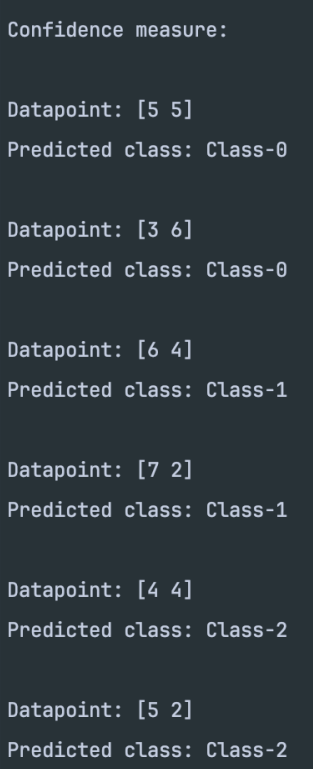 Confidence measure:
Datapoint: [5 5]
Predicted class: Class-0
Datapoint: [3 6]
Predicted class: Class-0
Datapoint: [6 4]
Predicted class: Class-1
Datapoint: [7 2]
Predicted class: Class-1
Datapoint: [4 4]
Predicted class: Class-2
Datapoint: [5 2]
Predicted class: Class-2